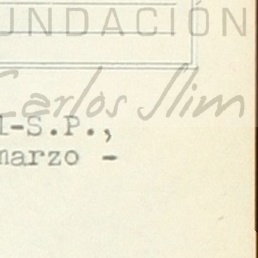 UNDACIÓN
Carlos Slim
I-S.P.,
marzo -